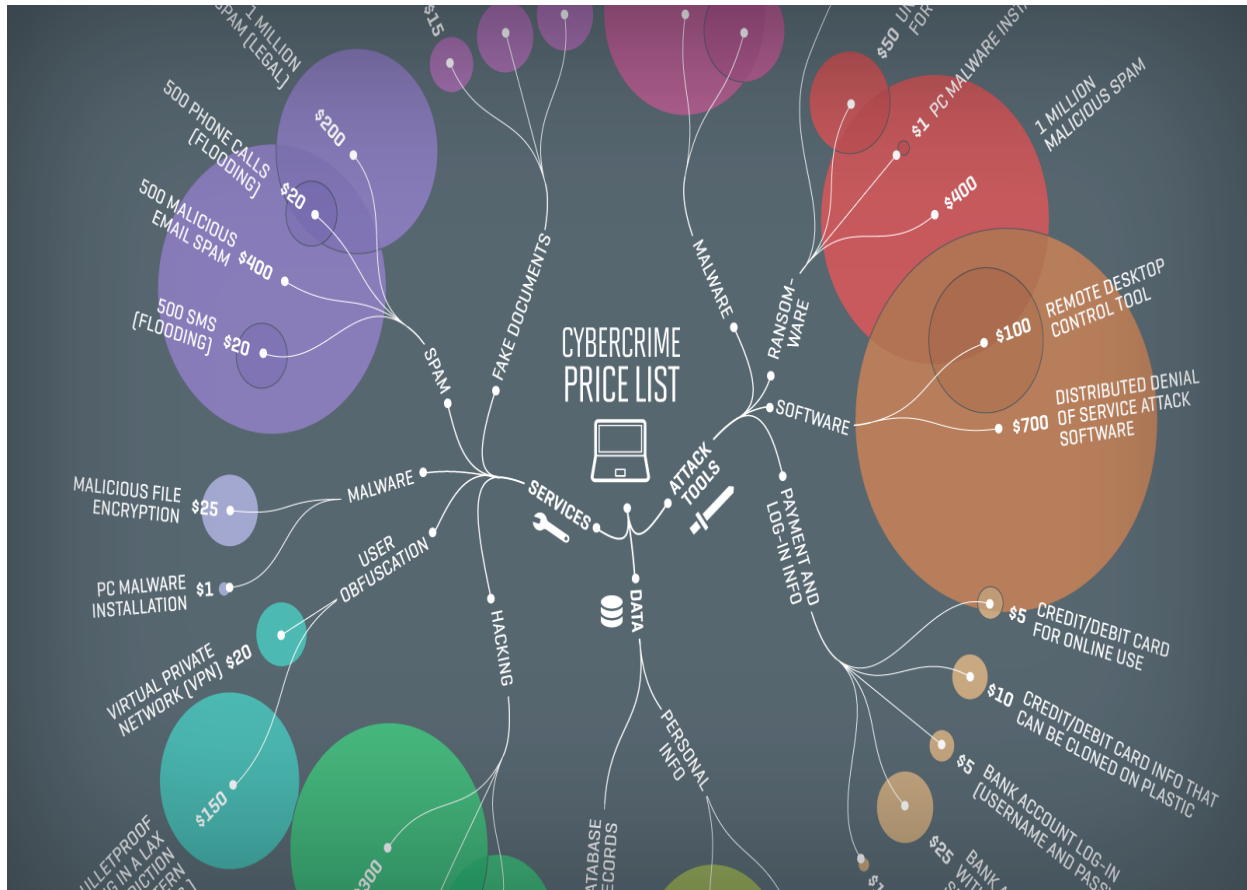 $15
1 MILLION
SPAM (LEGAL)
$200
500 PHONE CALLS
(FLOODING)
$20
500 MALICIOUS
EMAIL SPAM
$400
500 SMS
(FLOODING)
$20
SPAM
FAKE DOCUMENTS
CYBERCRIME
PRICE LIST
MALWARE
RANSOM-
WARE
$50
FOR
$1 PC MALWARE
1 MILLION
MALICIOUS SPAM
$400
SOFTWARE
$100
REMOTE DESKTOP
CONTROL TOOL
$700
DISTRIBUTED DENIAL
OF SERVICE ATTACK
SOFTWARE
ATTACK
TOOLS
SERVICES
DATA
MALWARE
MALICIOUS FILE
ENCRYPTION
$25
PC MALWARE
INSTALLATION
$1
USER
OBFUSCATION
VIRTUAL PRIVATE
NETWORK (VPN)
$20
$150
IN A LAX
HACKING
$300
PERSONAL
INFO
PAYMENT AND
LOG-IN INFO
$5
CREDIT/DEBIT CARD
FOR ONLINE USE
$10
CREDIT/DEBIT CARD INFO THAT
CAN BE CLONED ON PLASTIC
$5
BANK ACCOUNT LOG-IN
(USERNAME AND
$25
BANK